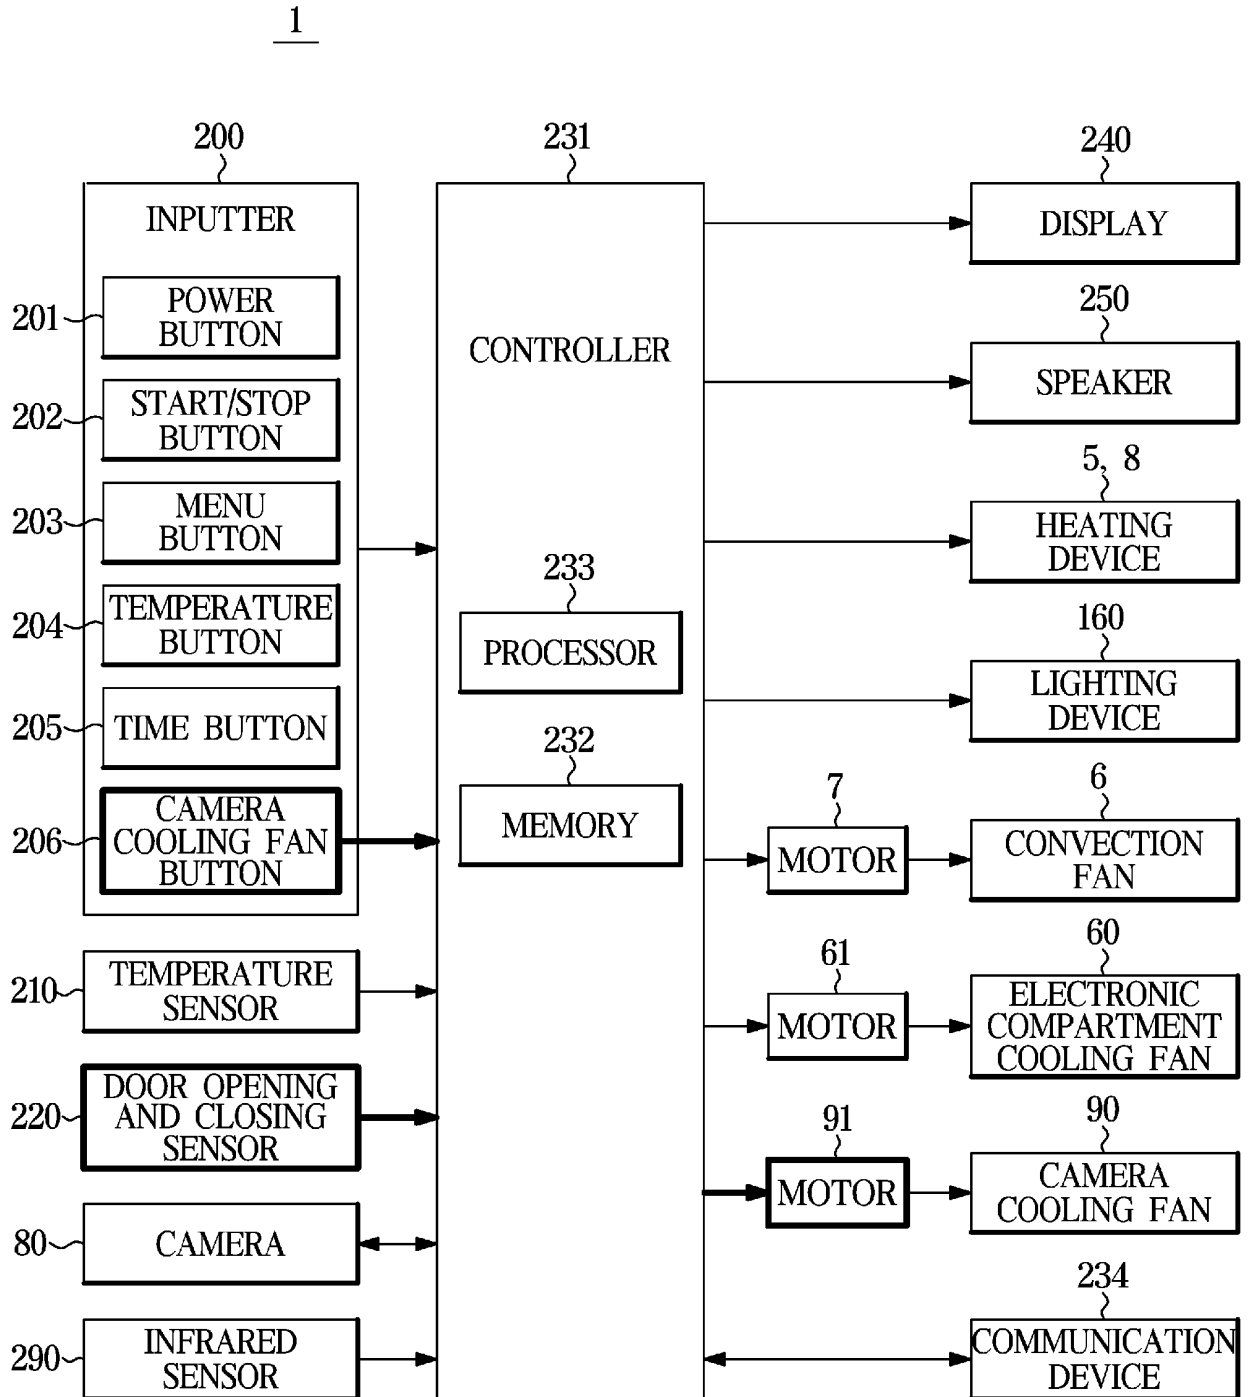 1
200
INPUTTER
201
POWER
BUTTON
202
START/STOP
BUTTON
203
MENU
BUTTON
204
TEMPERATURE
BUTTON
205
TIME BUTTON
206
CAMERA
COOLING FAN
BUTTON
210
TEMPERATURE
SENSOR
220
DOOR OPENING
AND CLOSING
SENSOR
80
CAMERA
290
INFRARED
SENSOR
231
CONTROLLER
233
PROCESSOR
232
MEMORY
240
DISPLAY
250
SPEAKER
5, 8
HEATING
DEVICE
160
LIGHTING
DEVICE
7
MOTOR
6
CONVECTION
FAN
61
MOTOR
60
ELECTRONIC
COMPARTMENT
COOLING FAN
91
MOTOR
90
CAMERA
COOLING FAN
234
COMMUNICATION
DEVICE